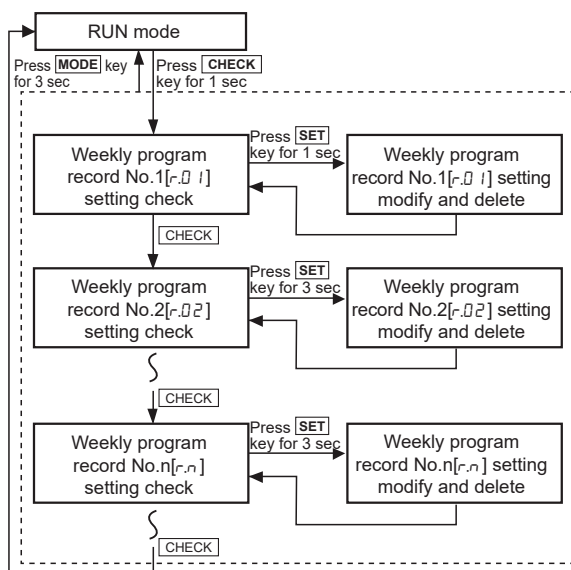 RUN mode
Press MODE key
for 3 sec
Press CHECK
key for 1 sec
Weekly program
record No.1[r.01]
setting check
Press SET
key for 1 sec
Weekly program
record No.1[r.01] setting
modify and delete
CHECK
Weekly program
record No.2[r.02]
setting check
Press SET
key for 3 sec
Weekly program
record No.2[r.02] setting
modify and delete
CHECK
Weekly program
record No.n[r.n]
setting check
Press SET
key for 3 sec
Weekly program
record No.n[r.n] setting
modify and delete
CHECK